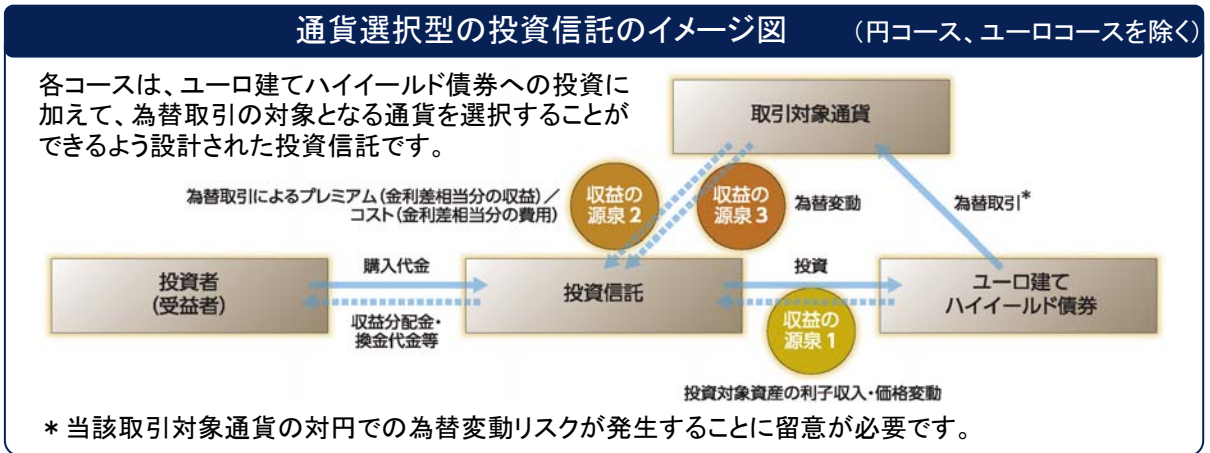 通貨選択型の投資信託のイメージ図 (円コース、ユーロコースを除く)
各コースは、ユーロ建てハイイールド債券への投資に
加えて、為替取引の対象となる通貨を選択することが
できるよう設計された投資信託です。
取引対象通貨
為替取引によるプレミアム(金利差相当分の収益)/
コスト(金利差相当分の費用)
収益の
源泉2
収益の
源泉3
為替変動
為替取引*
投資者
(受益者)
購入代金
収益分配金・
換金代金等
投資信託
投資
収益の
源泉1
ユーロ建て
ハイイールド債券
投資対象資産の利子収入・価格変動
* 当該取引対象通貨の対円での為替変動リスクが発生することに留意が必要です。